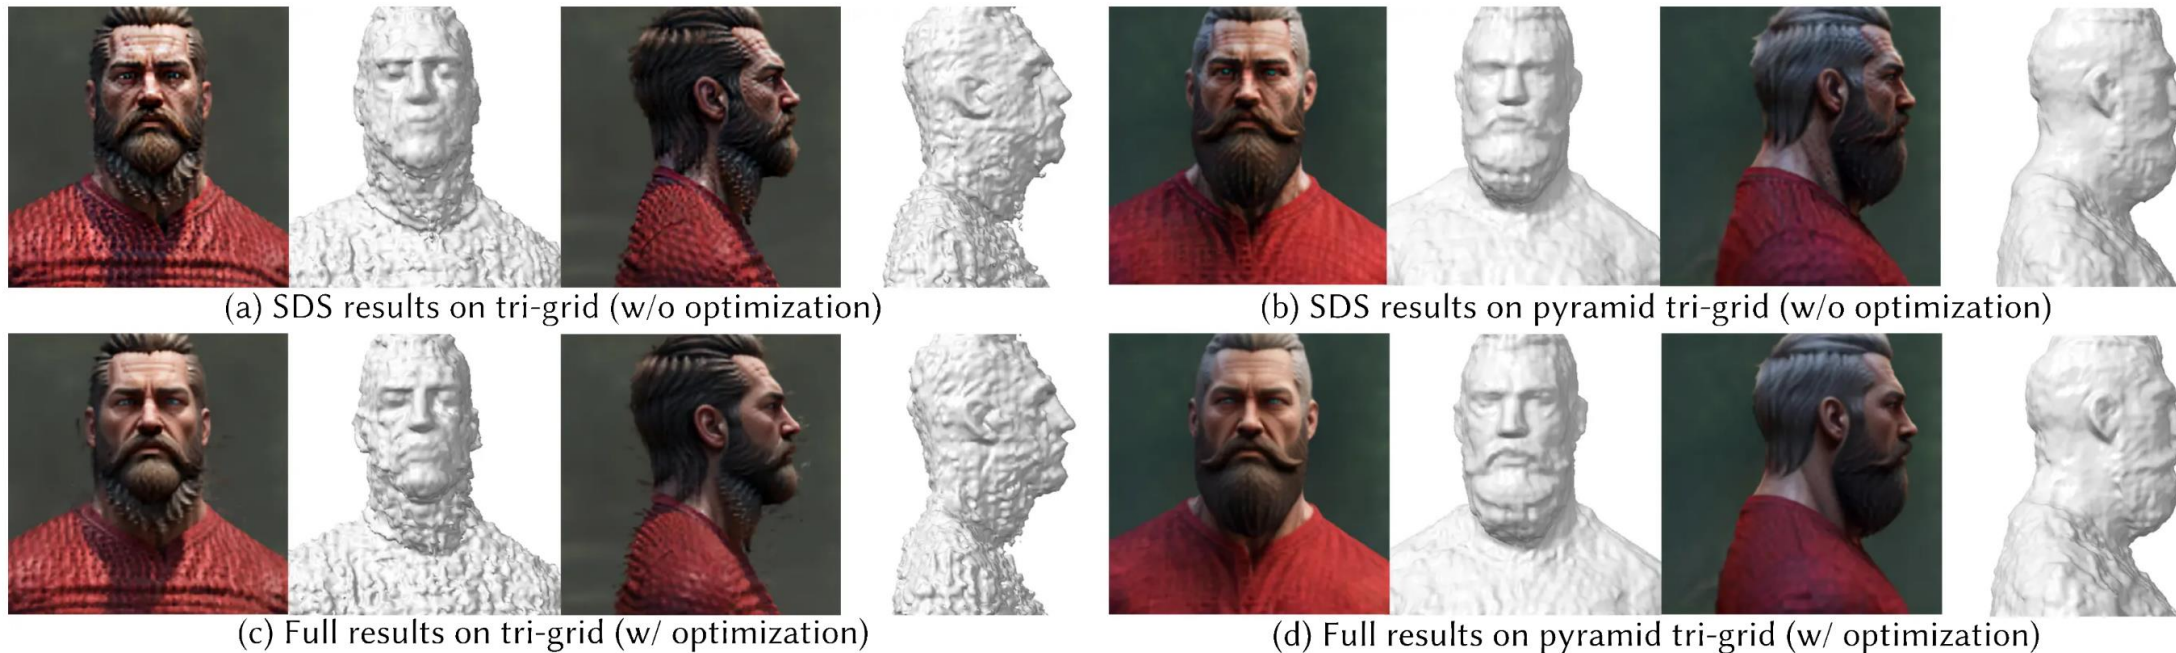 (a) SDS results on tri-grid (w/o optimization)
(b) SDS results on pyramid tri-grid (w/o optimization)
(c) Full results on tri-grid (w/ optimization)
(d) Full results on pyramid tri-grid (w/ optimization)